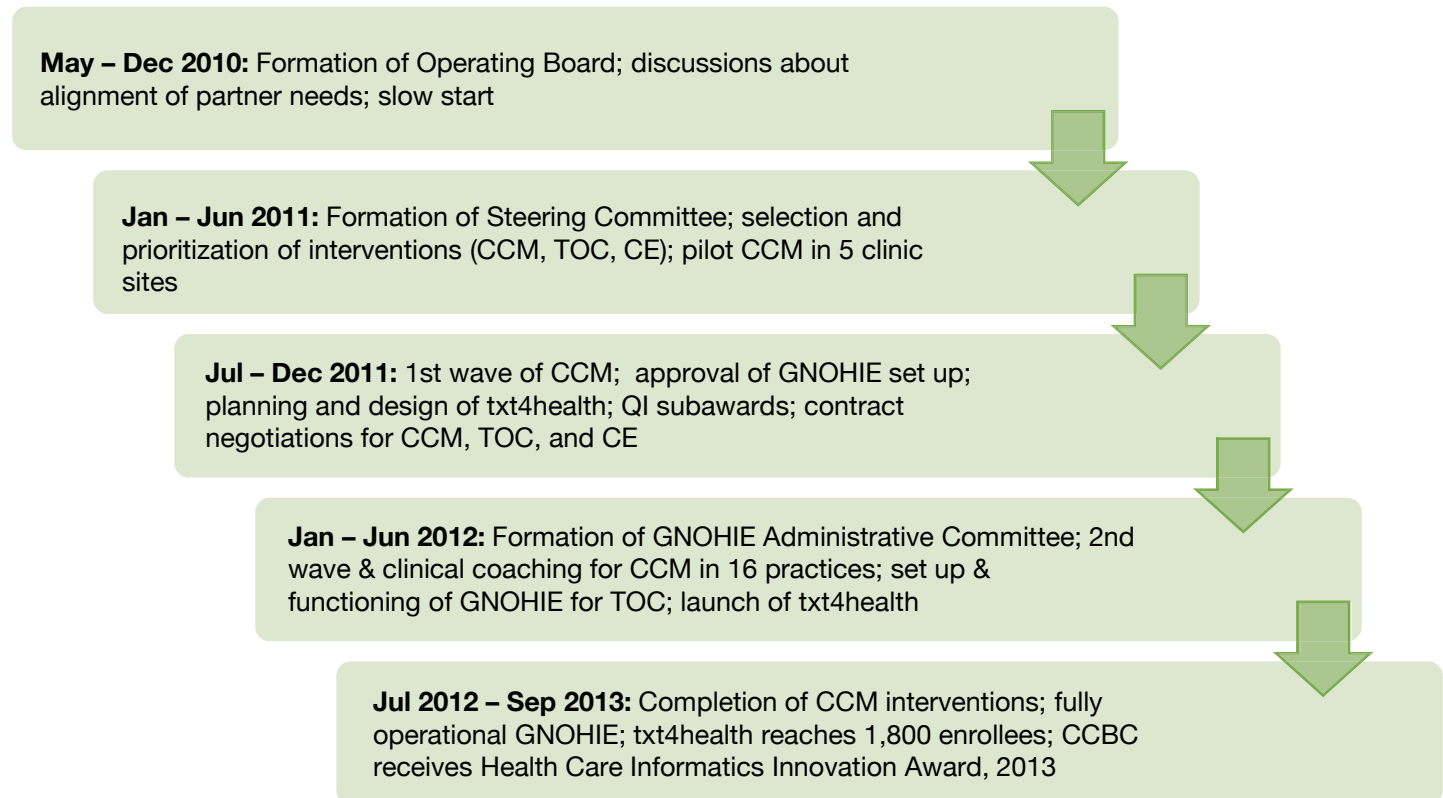 May – Dec 2010: Formation of Operating Board; discussions about
alignment of partner needs; slow start
Jan – Jun 2011: Formation of Steering Committee; selection and
prioritization of interventions (CCM, TOC, CE); pilot CCM in 5 clinic
sites
Jul – Dec 2011: 1st wave of CCM; approval of GNOHIE set up;
planning and design of txt4health; QI subawards; contract
negotiations for CCM, TOC, and CE
Jan – Jun 2012: Formation of GNOHIE Administrative Committee; 2nd
wave & clinical coaching for CCM in 16 practices; set up &
functioning of GNOHIE for TOC; launch of txt4health
Jul 2012 – Sep 2013: Completion of CCM interventions; fully
operational GNOHIE; txt4health reaches 1,800 enrollees; CCBC
receives Health Care Informatics Innovation Award, 2013